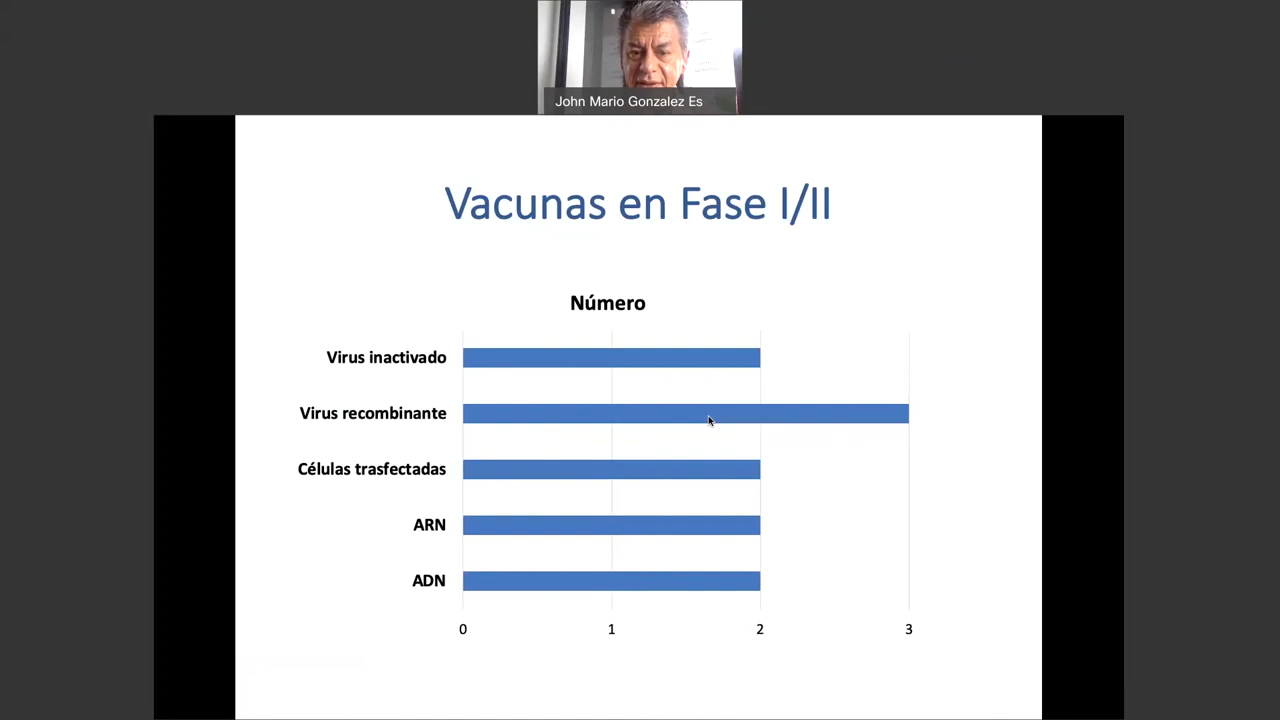 John Mario Gonzalez Es
Vacunas en Fase I/II
Número
Virus inactivado
Virus recombinante
Células trasfectadas
ARN
ADN
0 1 2 3